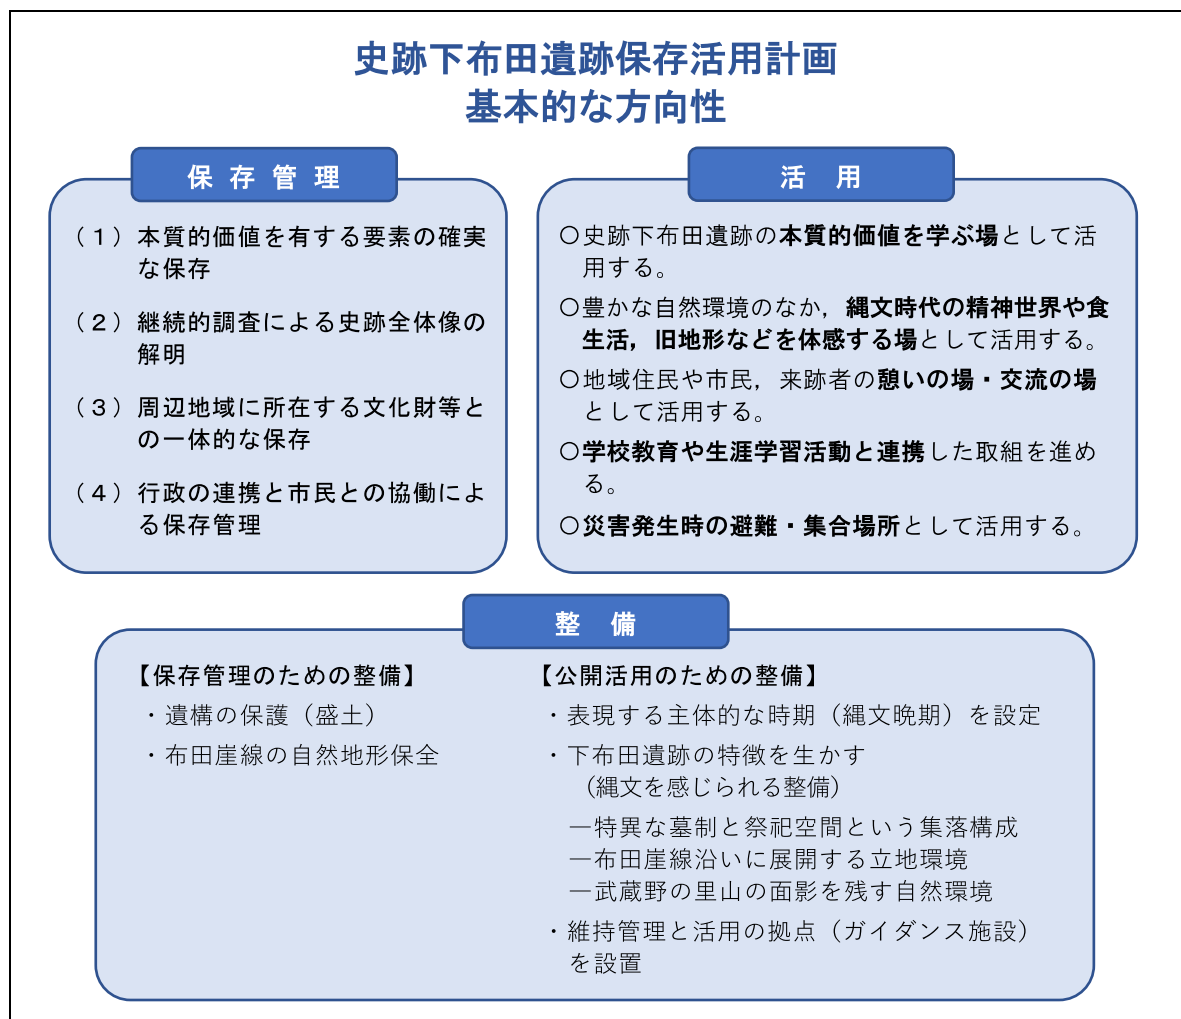 史跡下布田遺跡保存活用計画
基本的な方向性
保存管理
（１）本質的価値を有する要素の確実
な保存
（２）継続的調査による史跡全体像の
解明
（３）周辺地域に所在する文化財等と
の一体的な保存
（４）行政の連携と市民との協働によ
る保存管理
活用
○史跡下布田遺跡の本質的価値を学ぶ場として活
用する。
○豊かな自然環境のなか，縄文時代の精神世界や食
生活，旧地形などを体感する場として活用する。
○地域住民や市民，来跡者の憩いの場・交流の場
として活用する。
○学校教育や生涯学習活動と連携した取組を進め
る。
○災害発生時の避難・集合場所として活用する。
整備
【保存管理のための整備】
・遺構の保護（盛土）
・布田崖線の自然地形保全
【公開活用のための整備】
・表現する主体的な時期（縄文晩期）を設定
・下布田遺跡の特徴を生かす
（縄文を感じられる整備）
―特異な墓制と祭祀空間という集落構成
―布田崖線沿いに展開する立地環境
―武蔵野の里山の面影を残す自然環境
・維持管理と活用の拠点（ガイダンス施設）
を設置